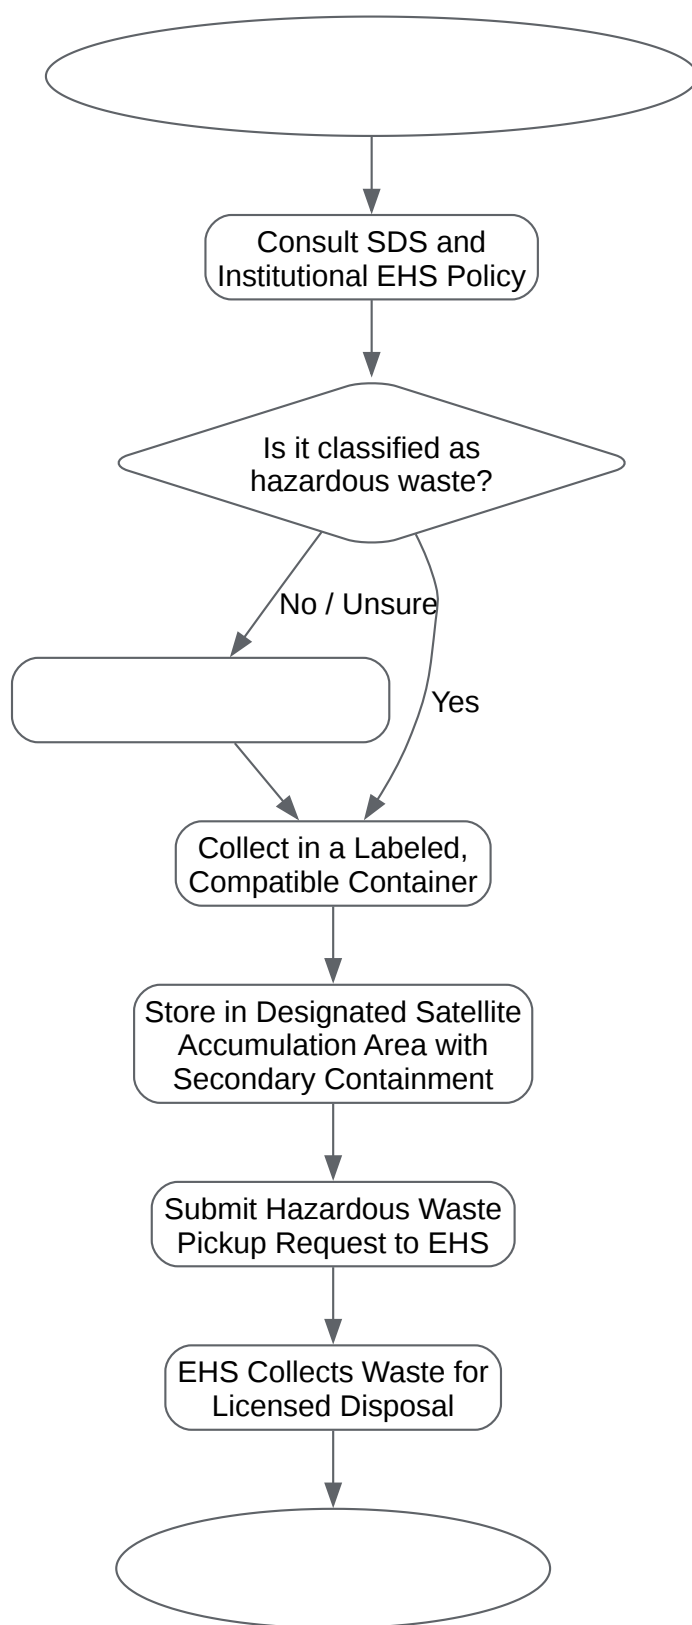 Consult SDS and
Institutional EHS Policy
Is it classified as
hazardous waste?
No / Unsure
Yes
Collect in a Labeled,
Compatible Container
Store in Designated Satellite
Accumulation Area with
Secondary Containment
Submit Hazardous Waste
Pickup Request to EHS
EHS Collects Waste for
Licensed Disposal